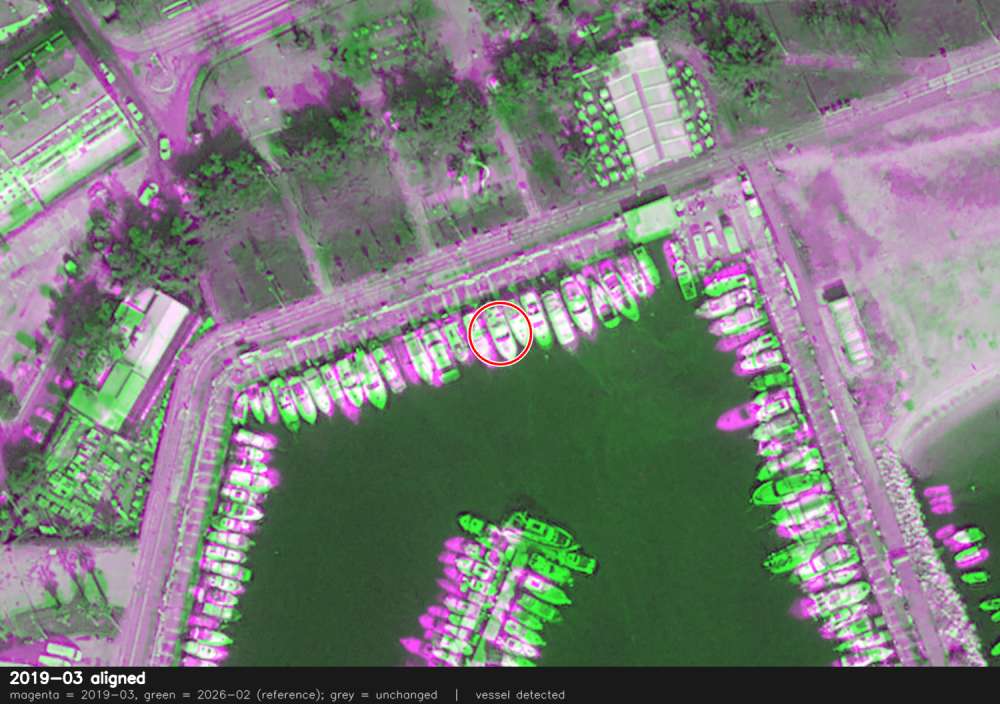 2019-03 aligned
magenta = 2019-03, green = 2026-02 (reference); grey = unchanged | vessel detected